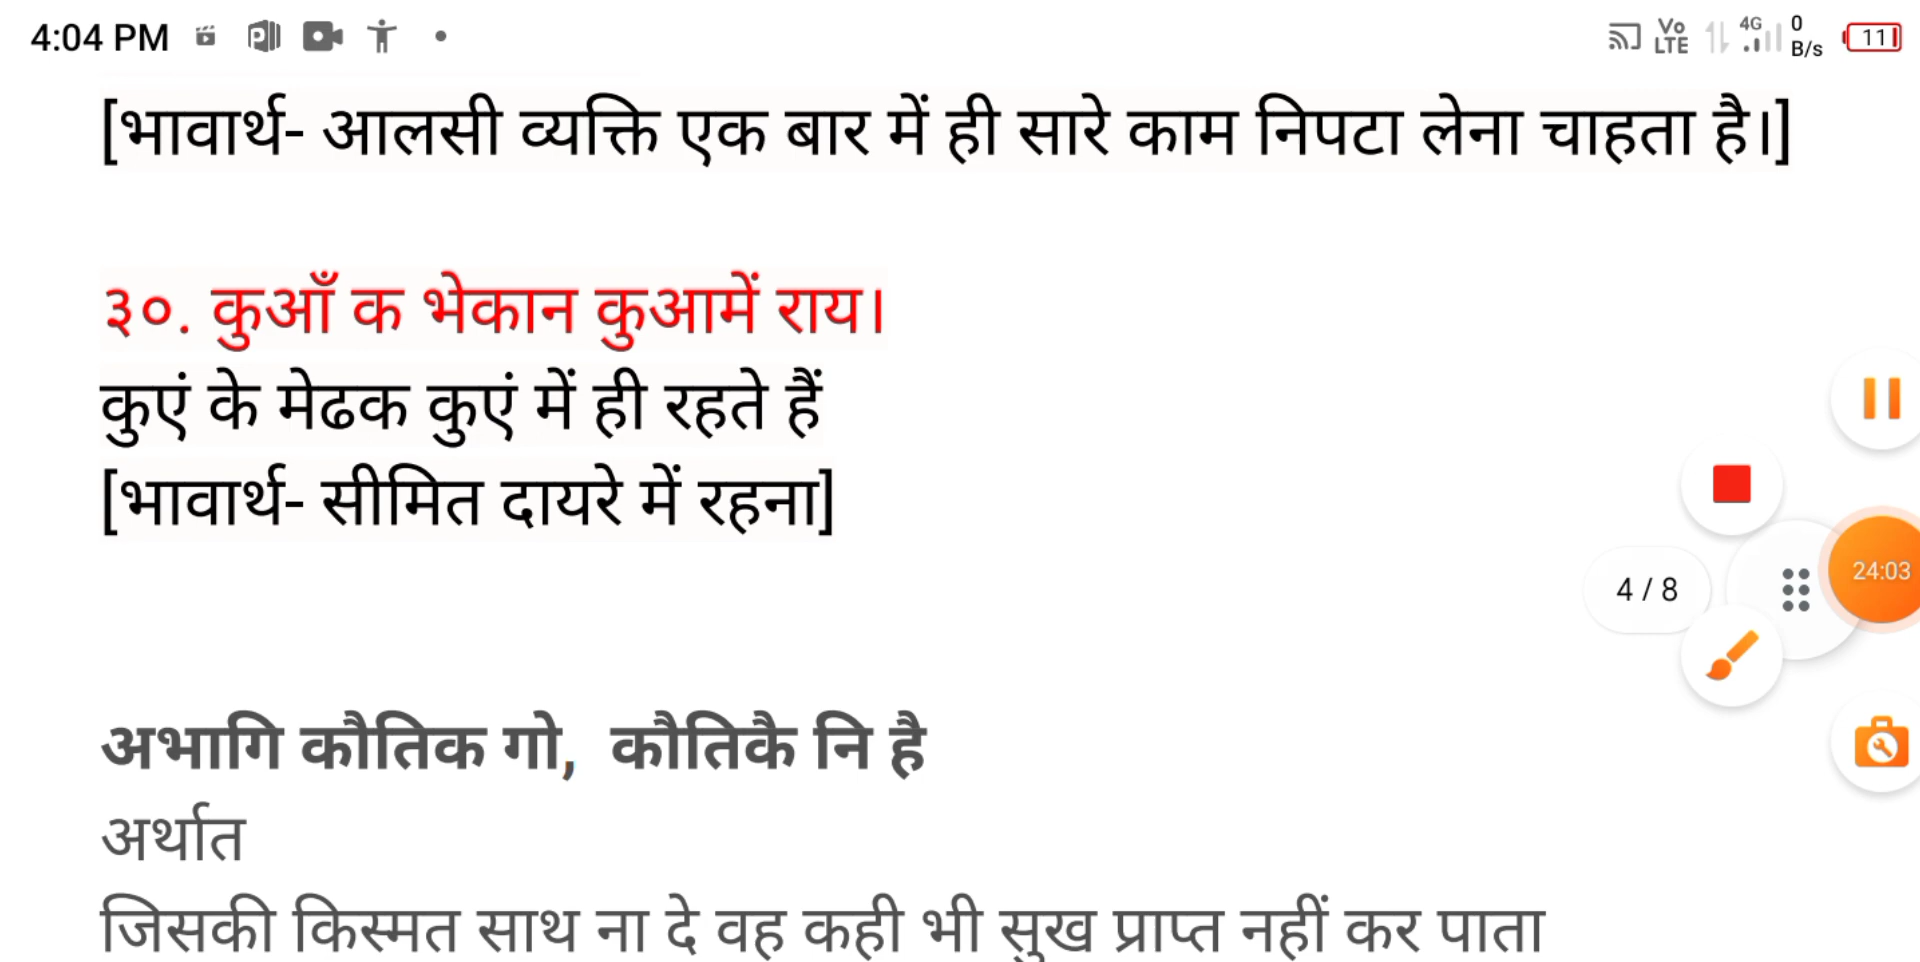 4:04 PM
Vo LTE 4G 0 B/s 11
[भावार्थ- आलसी व्यक्ति एक बार में ही सारे काम निपटा लेना चाहता है।]
३०. कुआँ क भेकान कुआमें राय।
कुएं के मेढक कुएं में ही रहते हैं
[भावार्थ- सीमित दायरे में रहना]
24:03
4 / 8
अभागि कौतिक गो, कौतिकै नि है
अर्थात
जिसकी किस्मत साथ ना दे वह कही भी सुख प्राप्त नहीं कर पाता